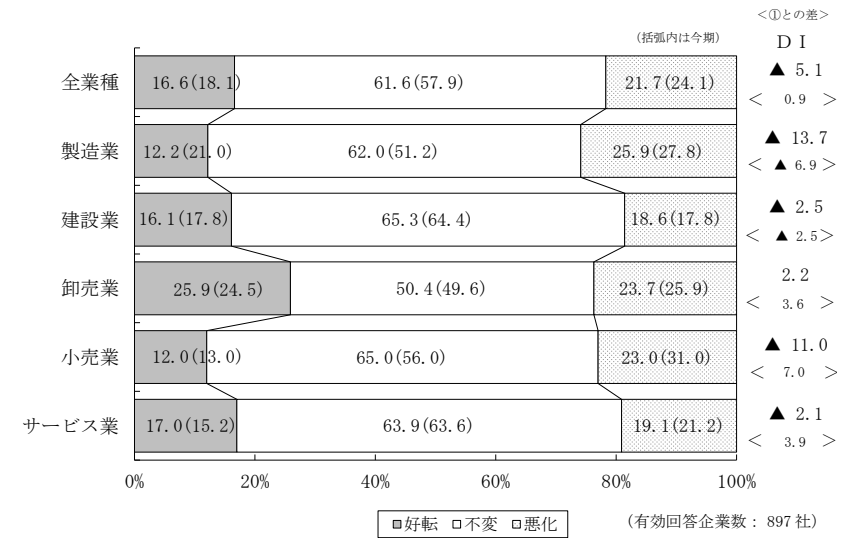 <①との差>
(括弧内は今期) ＤＩ
全業種 16.6(18.1) 61.6(57.9) 21.7(24.1) ▲ 5.1
< 0.9 >
製造業 12.2(21.0) 62.0(51.2) 25.9(27.8) ▲ 13.7
< ▲ 6.9 >
建設業 16.1(17.8) 65.3(64.4) 18.6(17.8) ▲ 2.5
< ▲ 2.5 >
卸売業 25.9(24.5) 50.4(49.6) 23.7(25.9) 2.2
< 3.6 >
小売業 12.0(13.0) 65.0(56.0) 23.0(31.0) ▲ 11.0
< 7.0 >
サービス業 17.0(15.2) 63.9(63.6) 19.1(21.2) ▲ 2.1
< 3.9 >
0% 20% 40% 60% 80% 100%
好転 不変 悪化 (有効回答企業数：897社)